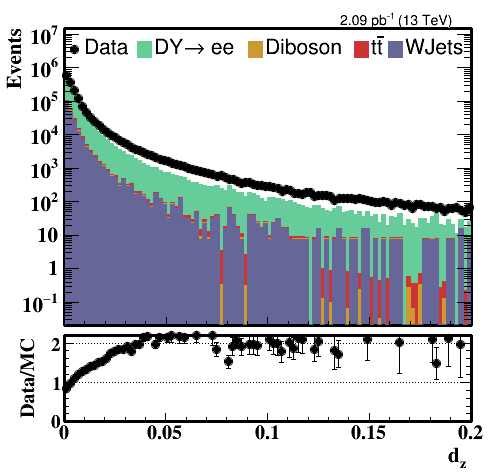 2.09 pb⁻¹ (13 TeV)
Events
Data DY→ ee Diboson tt̄ WJets
10⁷
10⁶
10⁵
10⁴
10³
10²
10
1
10⁻¹
Data/MC
2
1
0
0 0.05 0.1 0.15 0.2
d_z